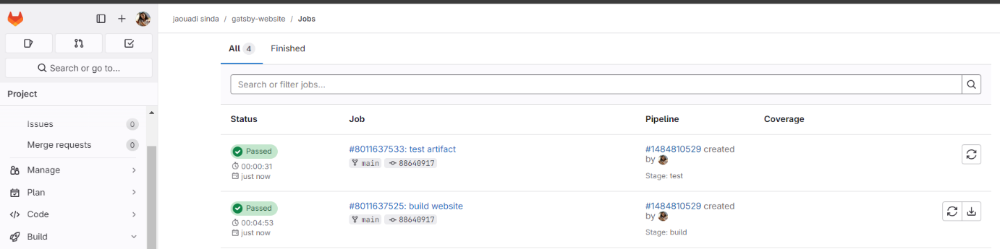 jaouadi sinda / gatsby-website / Jobs
All 4 Finished
Search or go to...
Search or filter jobs...
Project
Status Job Pipeline Coverage
Issues 0
Merge requests 0
Manage
Plan
Code
Build
Passed
00:00:31
just now
#8011637533: test artifact
main 88640917
#1484810529 created
by
Stage: test
Passed
00:04:53
just now
#8011637525: build website
main 88640917
#1484810529 created
by
Stage: build